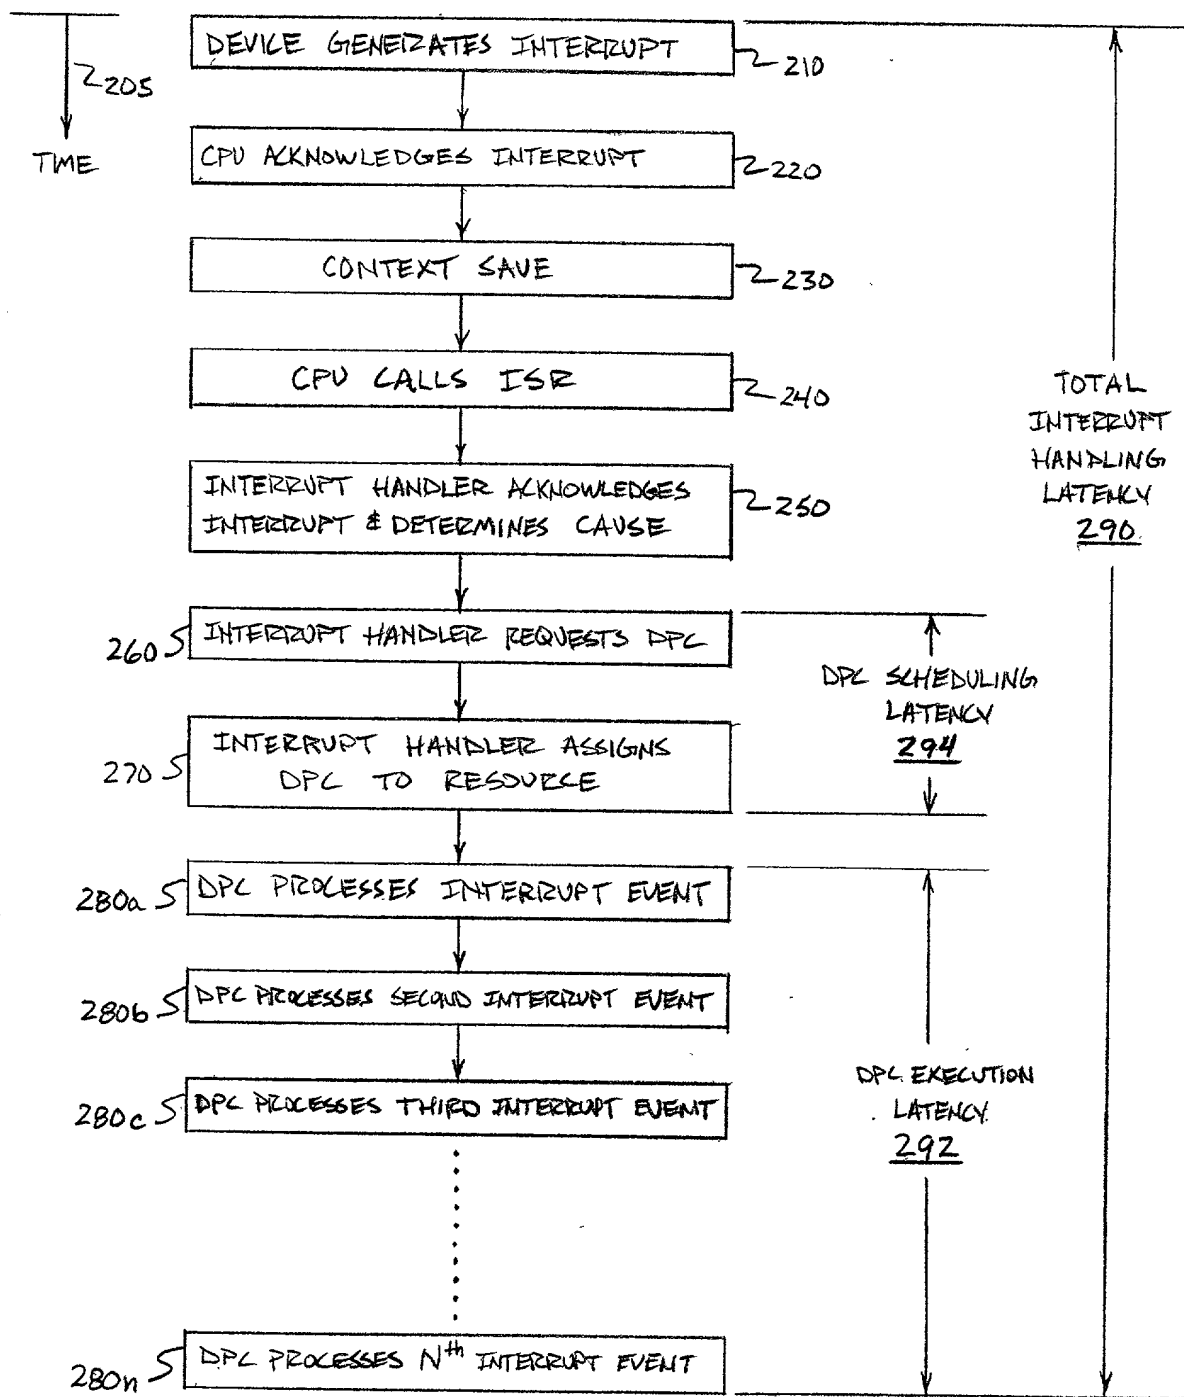 DEVICE GENERATES INTERRUPT
210
205
TIME
CPU ACKNOWLEDGES INTERRUPT
220
CONTEXT SAVE
230
CPU CALLS ISR
240
INTERRUPT HANDLER ACKNOWLEDGES
INTERRUPT & DETERMINES CAUSE
250
TOTAL
INTERRUPT
HANDLING
LATENCY
290
260
INTERRUPT HANDLER REQUESTS DPC
270
INTERRUPT HANDLER ASSIGNS
DPC TO RESOURCE
DPC SCHEDULING
LATENCY
294
280a
DPC PROCESSES INTERRUPT EVENT
280b
DPC PROCESSES SECOND INTERRUPT EVENT
280c
DPC PROCESSES THIRD INTERRUPT EVENT
DPC EXECUTION
LATENCY
292
280n
DPC PROCESSES Nth INTERRUPT EVENT